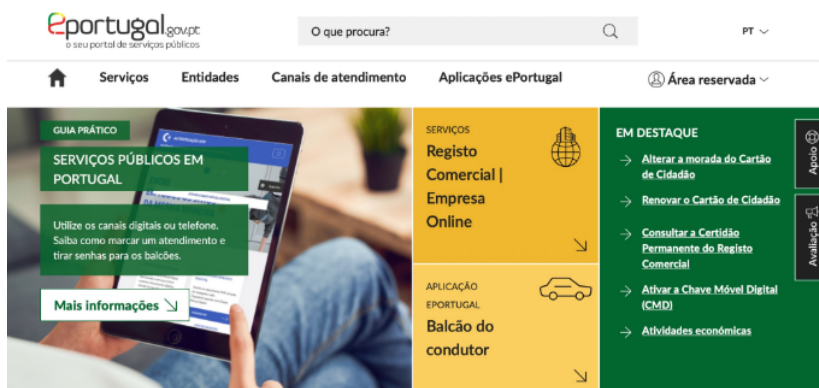 eportugal.gov.pt
o seu portal de serviços públicos
O que procura?
PT
Serviços
Entidades
Canais de atendimento
Aplicações ePortugal
Área reservada
GUIA PRÁTICO
SERVIÇOS PÚBLICOS EM
PORTUGAL
Utilize os canais digitais ou telefone.
Saiba como marcar um atendimento e
tirar senhas para os balcões.
Mais informações
SERVIÇOS
Registo
Comercial |
Empresa
Online
APLICAÇÃO
EPORTUGAL
Balcão do
condutor
EM DESTAQUE
Alterar a morada do Cartão
de Cidadão
Renovar o Cartão de Cidadão
Consultar a Certidão
Permanente do Registo
Comercial
Ativar a Chave Móvel Digital
(CMD)
Atividades económicas
Apoio
Avaliação